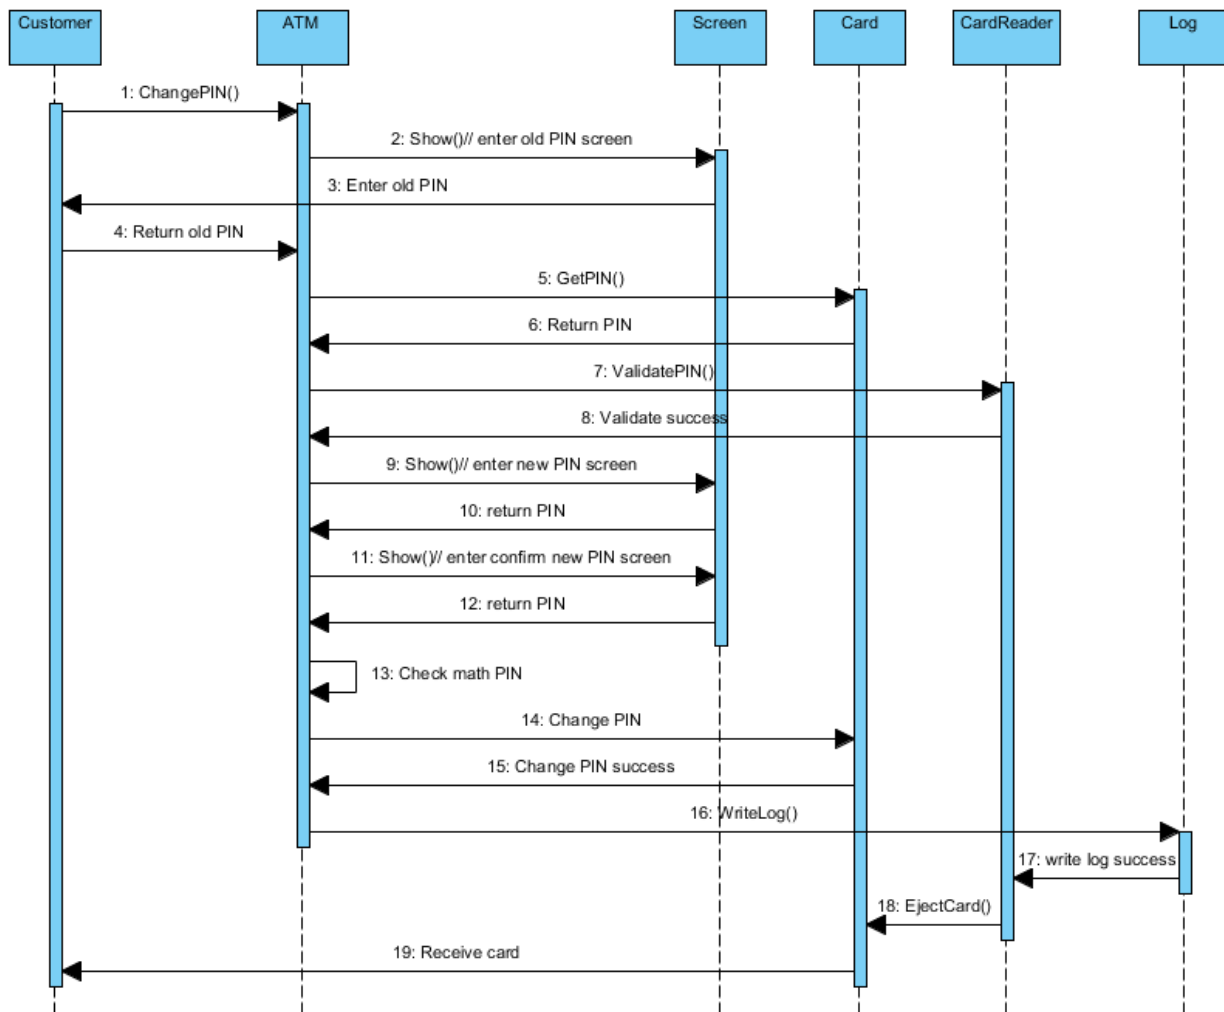 Customer
ATM
Screen
Card
CardReader
Log
1: ChangePIN()
2: Show()// enter old PIN screen
3: Enter old PIN
4: Return old PIN
5: GetPIN()
6: Return PIN
7: ValidatePIN()
8: Validate success
9: Show()// enter new PIN screen
10: return PIN
11: Show()// enter confirm new PIN screen
12: return PIN
13: Check math PIN
14: Change PIN
15: Change PIN success
16: WriteLog()
17: write log success
18: EjectCard()
19: Receive card